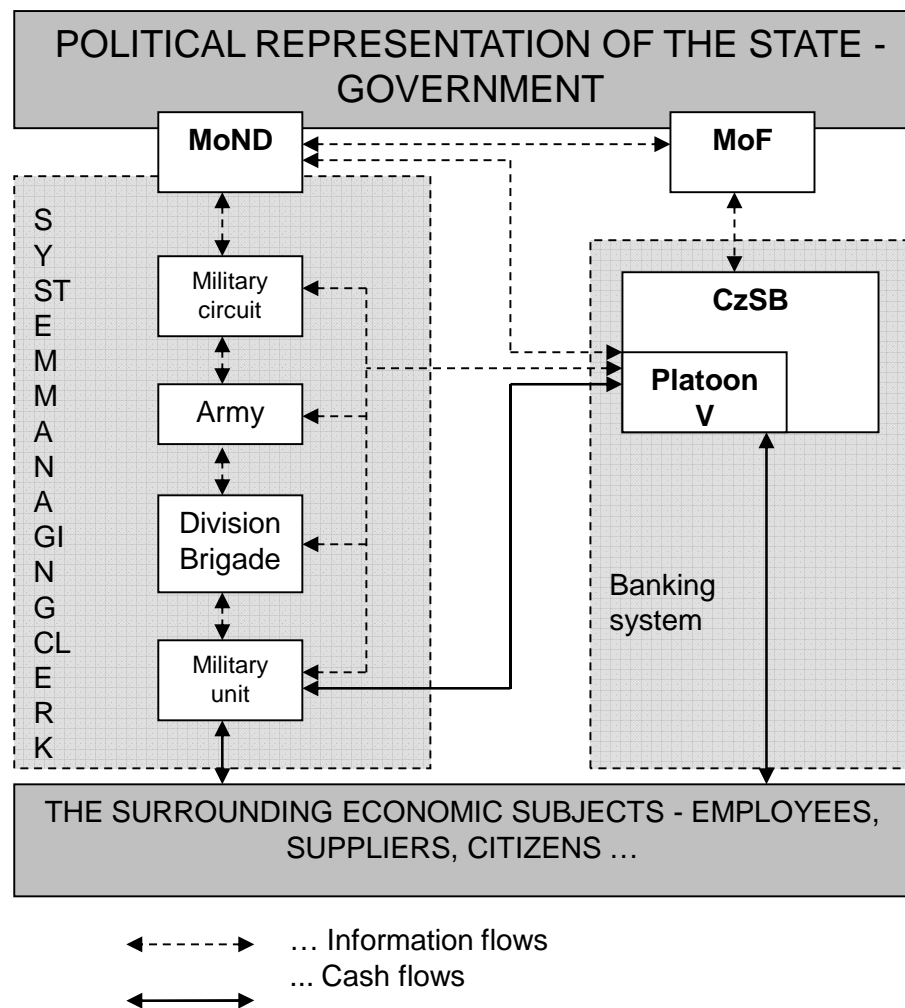 POLITICAL REPRESENTATION OF THE STATE -
GOVERNMENT
MoND
MoF
S
Y
ST
E
M
M
A
N
A
GI
N
G
CL
E
R
K
Military
circuit
Army
Division
Brigade
Military
unit
CzSB
Platoon
V
Banking
system
THE SURROUNDING ECONOMIC SUBJECTS - EMPLOYEES,
SUPPLIERS, CITIZENS …
… Information flows
... Cash flows